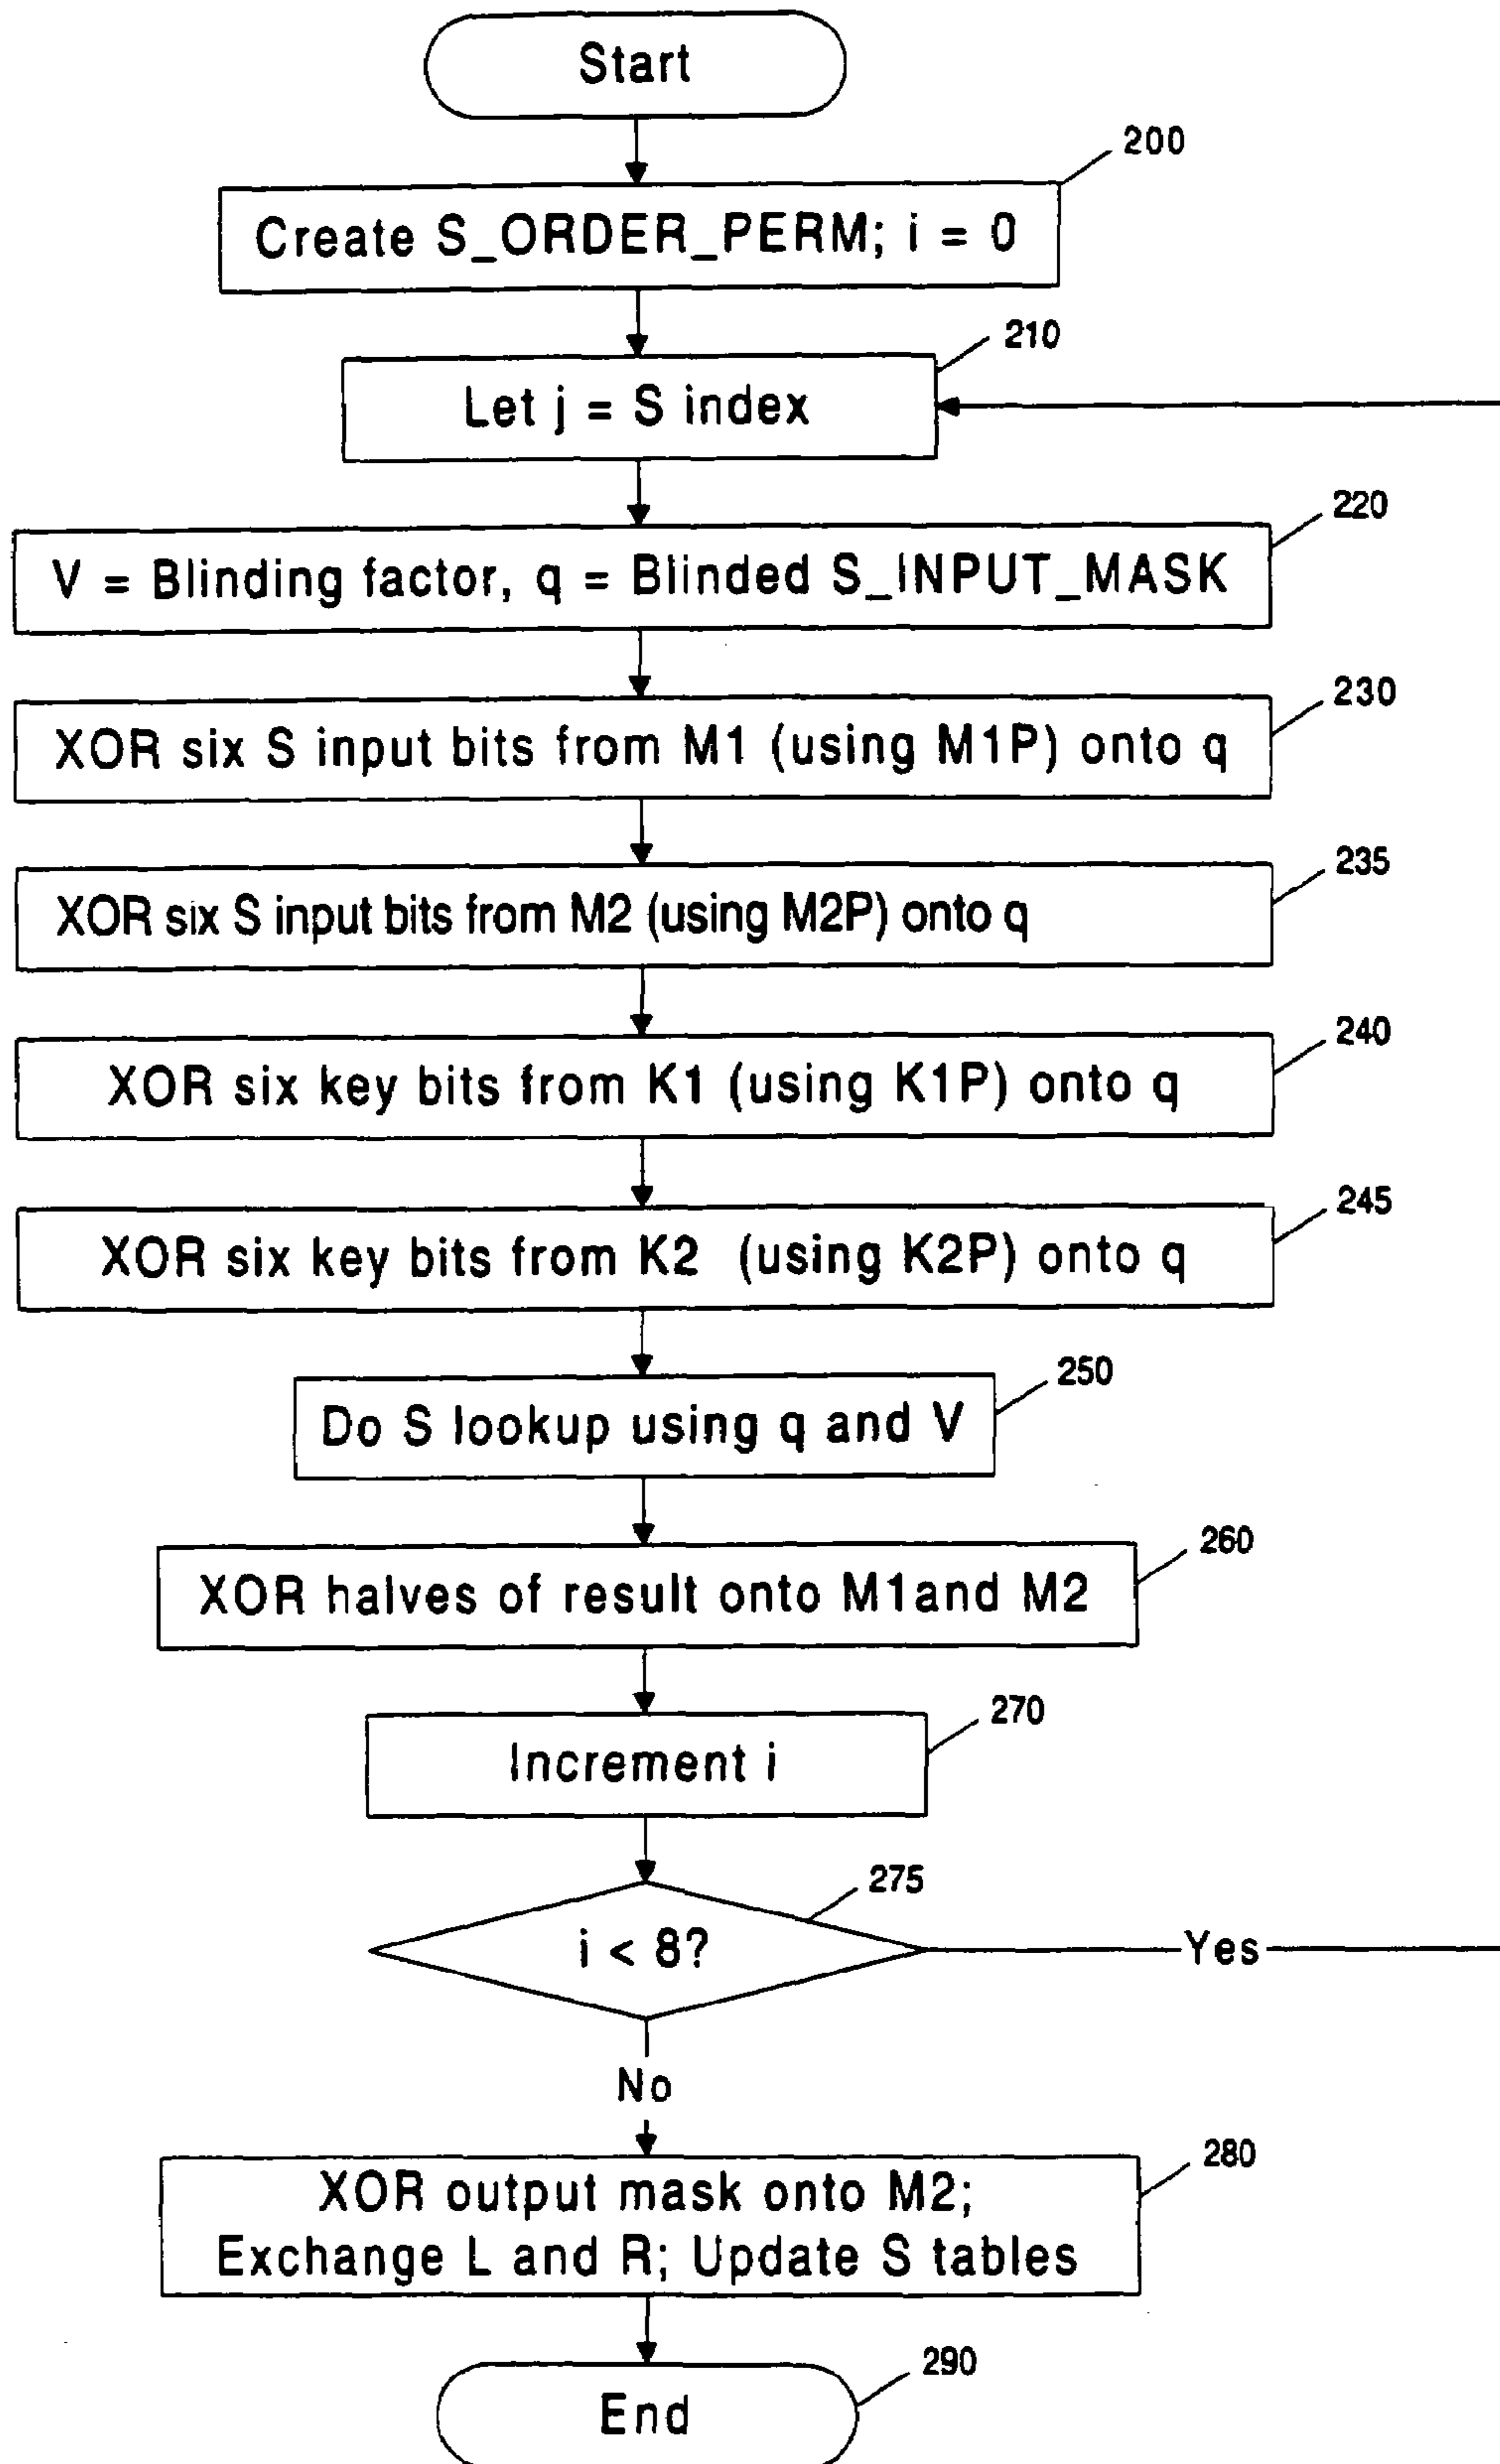 Start
200
Create S_ORDER_PERM; i = 0
210
Let j = S index
220
V = Blinding factor, q = Blinded S_INPUT_MASK
230
XOR six S input bits from M1 (using M1P) onto q
235
XOR six S input bits from M2 (using M2P) onto q
240
XOR six key bits from K1 (using K1P) onto q
245
XOR six key bits from K2 (using K2P) onto q
250
Do S lookup using q and V
260
XOR halves of result onto M1and M2
270
Increment i
275
i < 8?
Yes
No
280
XOR output mask onto M2;
Exchange L and R; Update S tables
290
End